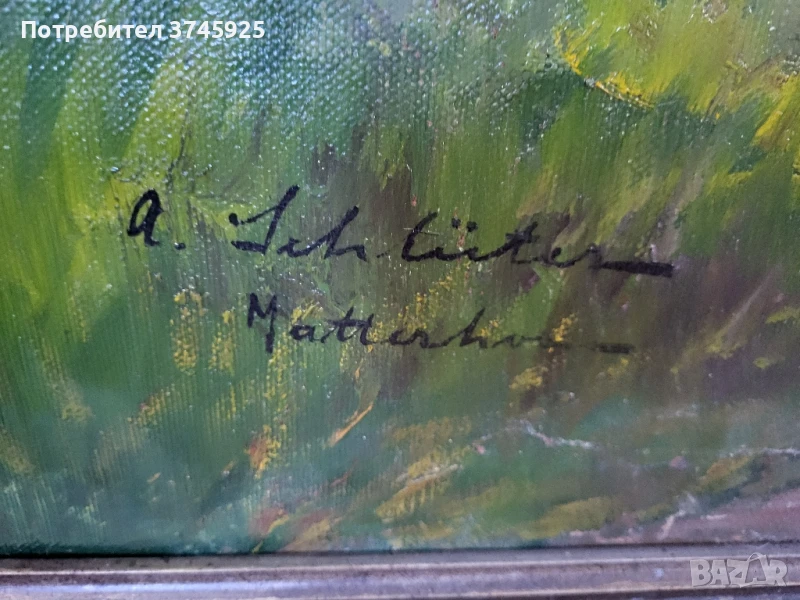 Потребител 3745925
A. Schlüter
Matterhorn
BAZAR